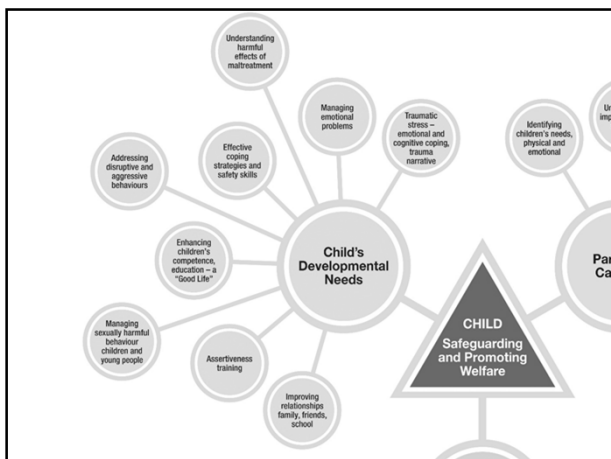 Understanding
harmful
effects of
maltreatment
Managing
emotional
problems
Traumatic
stress –
emotional and
cognitive coping,
trauma
narrative
Identifying
children's needs,
physical and
emotional
Addressing
disruptive and
aggressive
behaviours
Effective
coping
strategies and
safety skills
Enhancing
children's
competence,
education – a
"Good Life"
Child's
Developmental
Needs
Managing
sexually harmful
behaviour
children and
young people
Assertiveness
training
Improving
relationships
family, friends,
school
CHILD
Safeguarding
and Promoting
Welfare